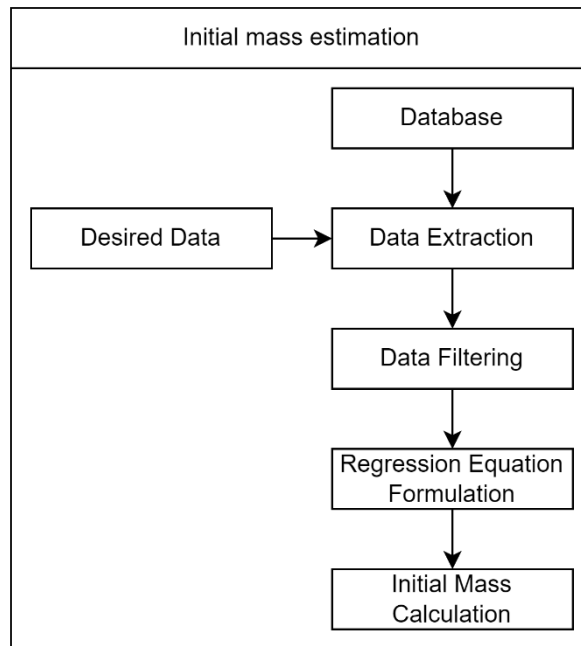 Initial mass estimation
Database
Desired Data
Data Extraction
Data Filtering
Regression Equation
Formulation
Initial Mass
Calculation